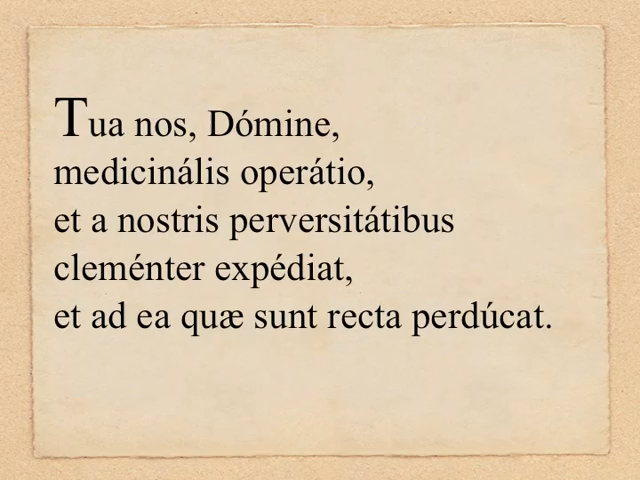 Tua nos, Dómine,
medicinális operátio,
et a nostris perversitátibus
cleménter expédiat,
et ad ea quæ sunt recta perdúcat.